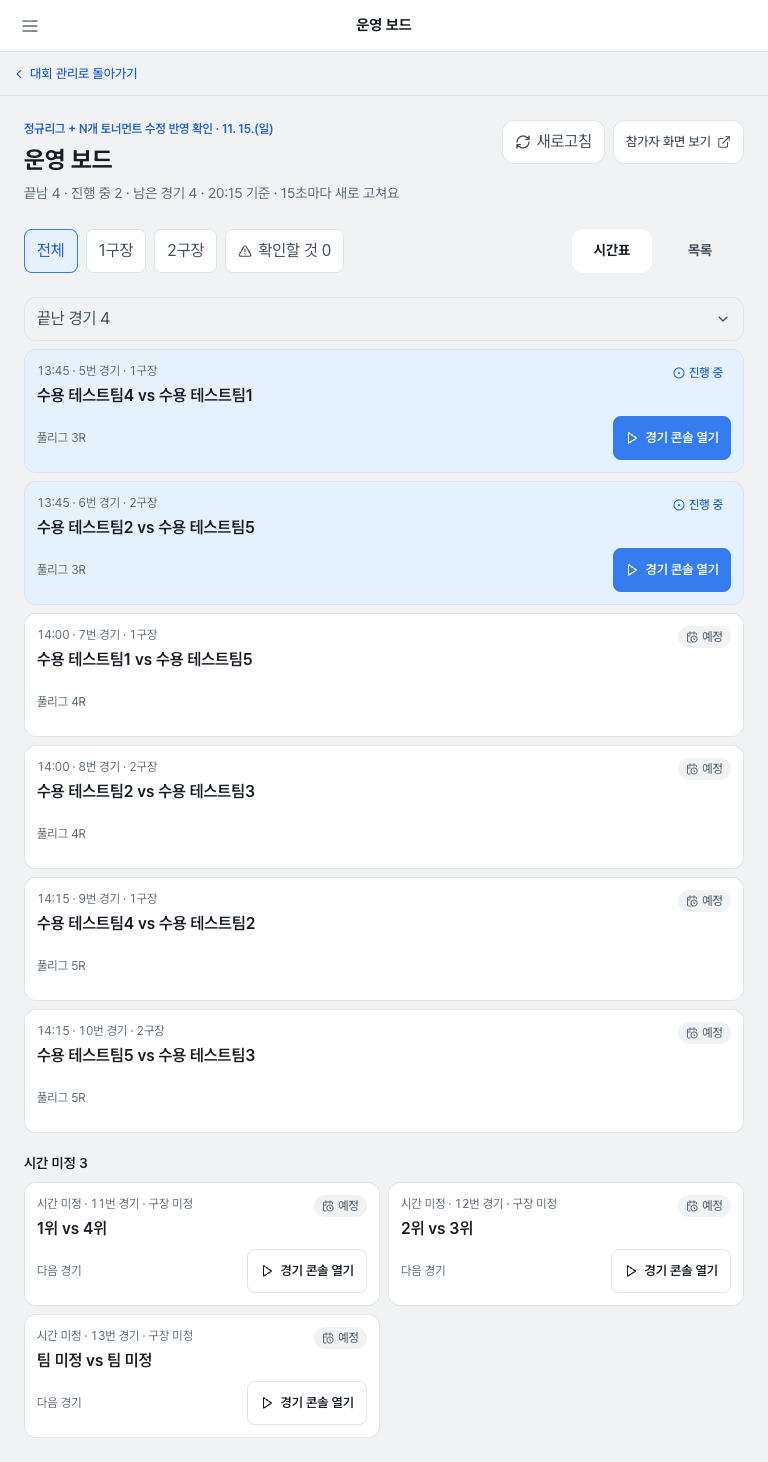 운영 보드
대회 관리로 돌아가기
정규리그 + N개 토너먼트 수정 반영 확인 · 11. 15.(일)
운영 보드
새로고침
참가자 화면 보기
끝남 4 · 진행 중 2 · 남은 경기 4 · 20:15 기준 · 15초마다 새로 고쳐요
전체
1구장
2구장
확인할 것 0
시간표
목록
끝난 경기 4
13:45 · 5번 경기 · 1구장
진행 중
수용 테스트팀4 vs 수용 테스트팀1
풀리그 3R
경기 콘솔 열기
13:45 · 6번 경기 · 2구장
진행 중
수용 테스트팀2 vs 수용 테스트팀5
풀리그 3R
경기 콘솔 열기
14:00 · 7번 경기 · 1구장
예정
수용 테스트팀1 vs 수용 테스트팀5
풀리그 4R
14:00 · 8번 경기 · 2구장
예정
수용 테스트팀2 vs 수용 테스트팀3
풀리그 4R
14:15 · 9번 경기 · 1구장
예정
수용 테스트팀4 vs 수용 테스트팀2
풀리그 5R
14:15 · 10번 경기 · 2구장
예정
수용 테스트팀5 vs 수용 테스트팀3
풀리그 5R
시간 미정 3
시간 미정 · 11번 경기 · 구장 미정
예정
1위 vs 4위
다음 경기
경기 콘솔 열기
시간 미정 · 12번 경기 · 구장 미정
예정
2위 vs 3위
다음 경기
경기 콘솔 열기
시간 미정 · 13번 경기 · 구장 미정
예정
팀 미정 vs 팀 미정
다음 경기
경기 콘솔 열기